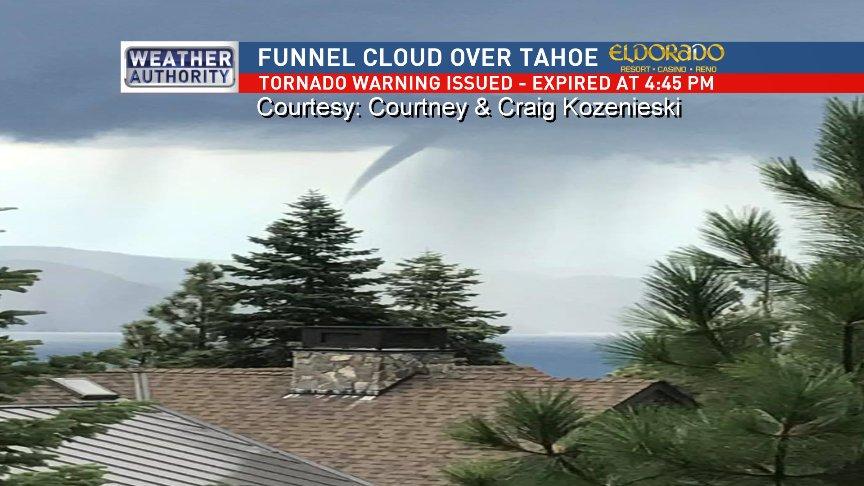 WEATHER
AUTHORITY
FUNNEL CLOUD OVER TAHOE
ELDORADO
RESORT • CASINO • RENO
TORNADO WARNING ISSUED - EXPIRED AT 4:45 PM
Courtesy: Courtney & Craig Kozenieski